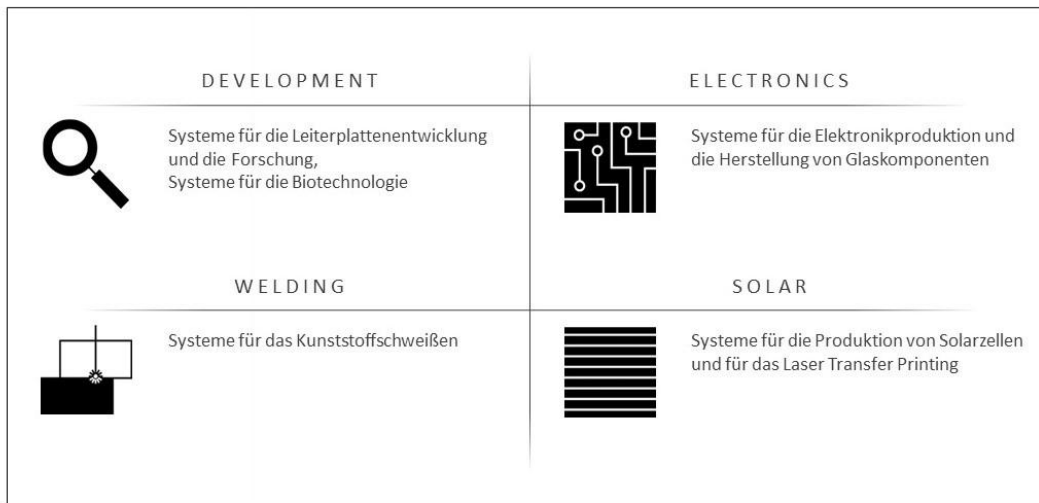 DEVELOPMENT
Systeme für die Leiterplattenentwicklung
und die Forschung,
Systeme für die Biotechnologie
ELECTRONICS
Systeme für die Elektronikproduktion und
die Herstellung von Glaskomponenten
WELDING
Systeme für das Kunststoffschweißen
SOLAR
Systeme für die Produktion von Solarzellen
und für das Laser Transfer Printing